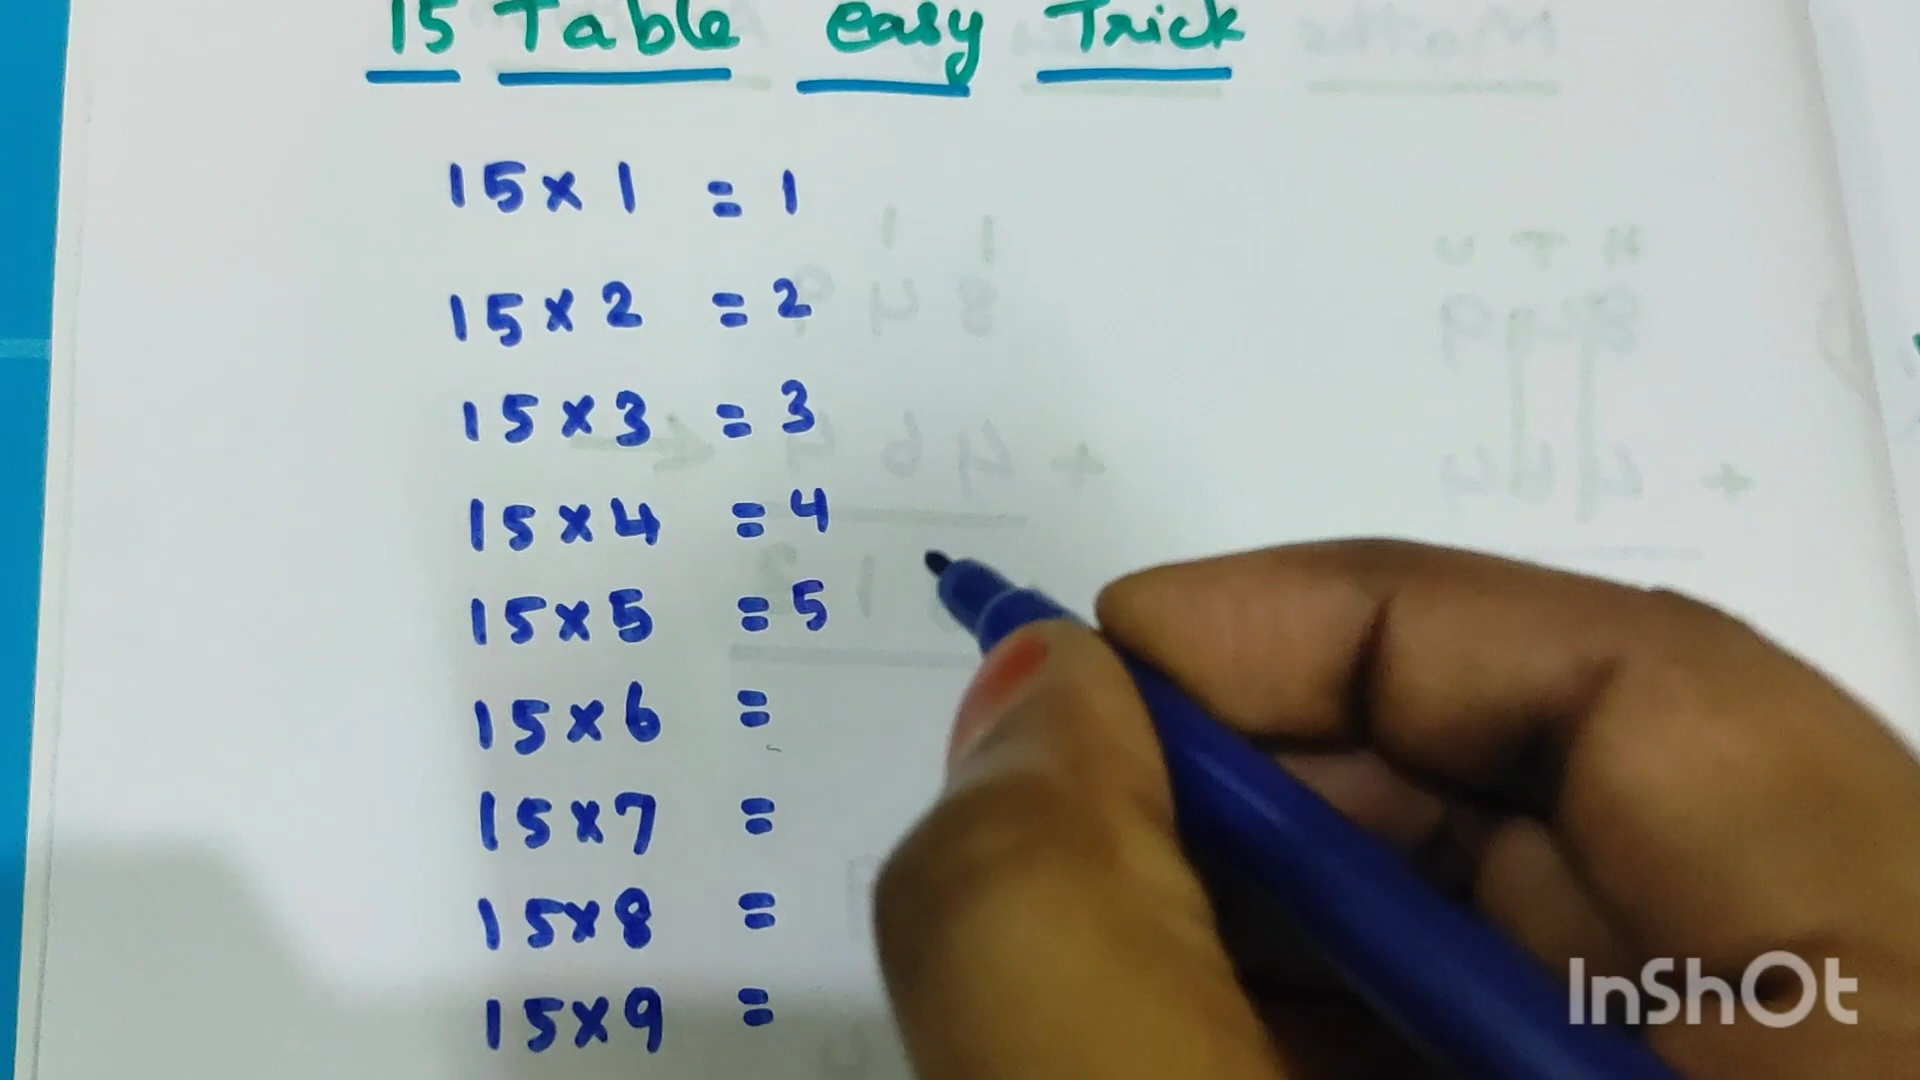 15 Table easy Trick
15 × 1 = 1
15 × 2 = 2
15 × 3 = 3
15 × 4 = 4
15 × 5 = 5
15 × 6 =
15 × 7 =
15 × 8 =
15 × 9 =
InShOt